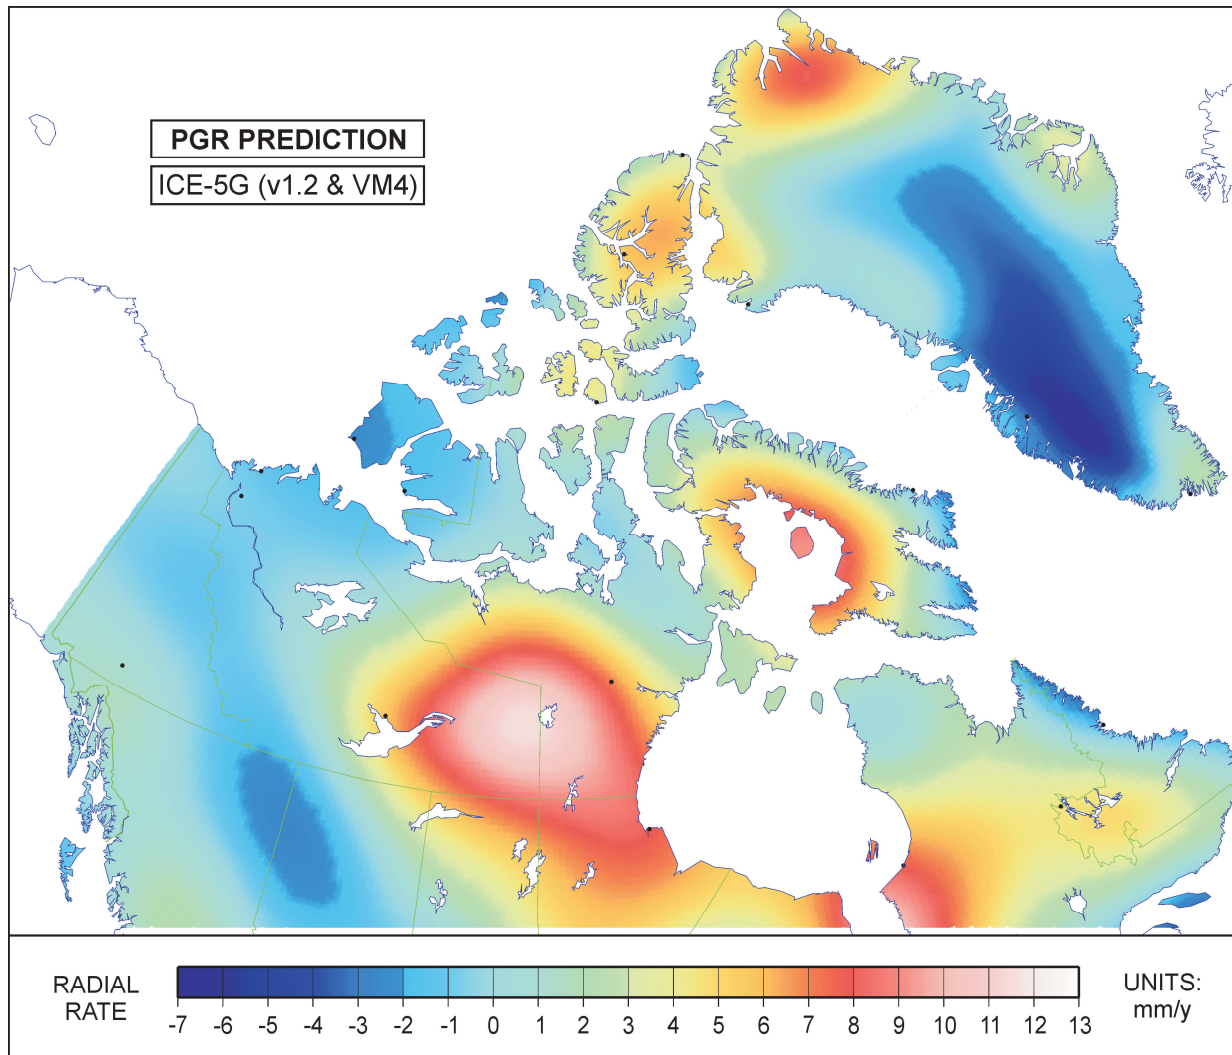 PGR PREDICTION
ICE-5G (v1.2 & VM4)
RADIAL
RATE
-7 -6 -5 -4 -3 -2 -1 0 1 2 3 4 5 6 7 8 9 10 11 12 13
UNITS:
mm/y